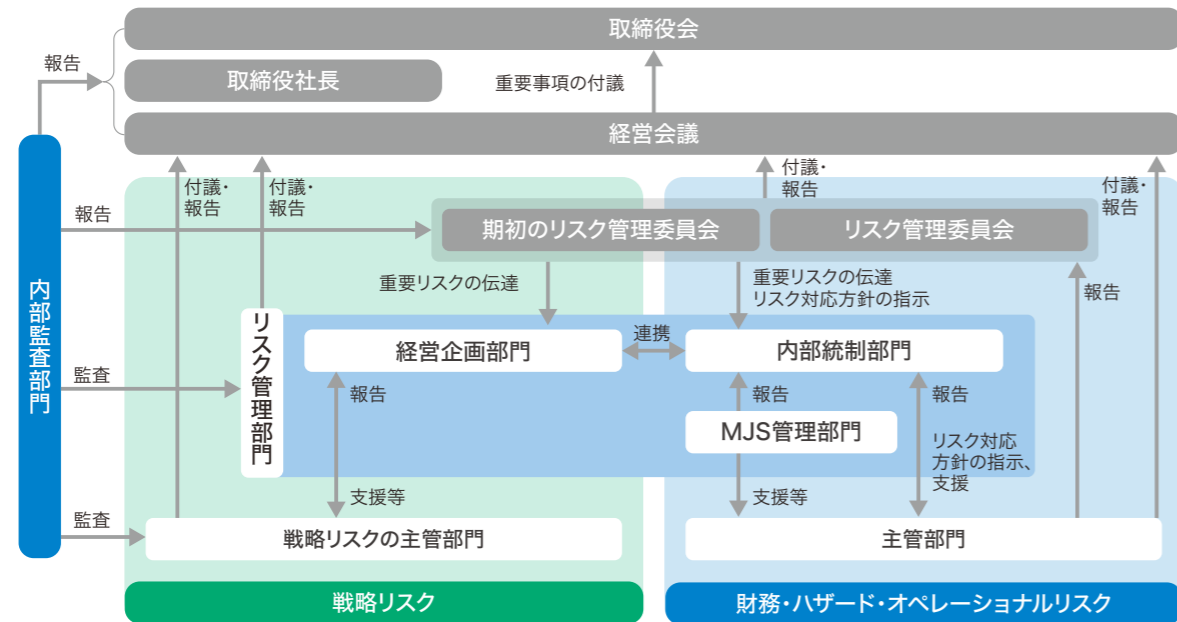 取締役会
報告
取締役社長
重要事項の付議
経営会議
付議・
報告
付議・
報告
付議・
報告
付議・
報告
報告
期初のリスク管理委員会
リスク管理委員会
重要リスクの伝達
重要リスクの伝達
リスク対応方針の指示
報告
内部監査部門
リスク管理部門
経営企画部門
連携
内部統制部門
監査
報告
報告
報告
MJS管理部門
リスク対応
方針の指示、
支援
支援等
支援等
監査
戦略リスクの主管部門
主管部門
戦略リスク
財務・ハザード・オペレーショナルリスク